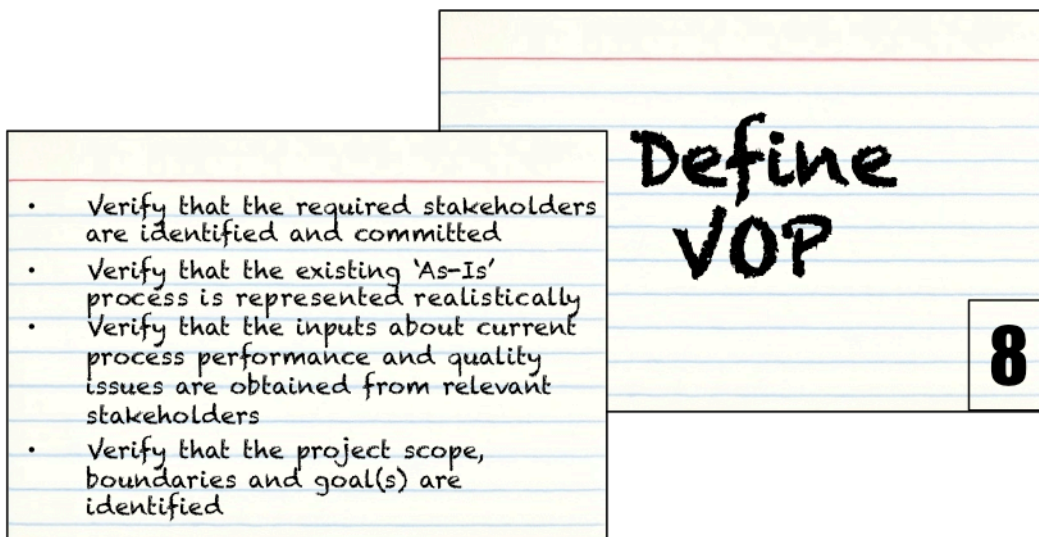 Define
VOP
8
• Verify that the required stakeholders
are identified and committed
• Verify that the existing 'As-Is'
process is represented realistically
• Verify that the inputs about current
process performance and quality
issues are obtained from relevant
stakeholders
• Verify that the project scope,
boundaries and goal(s) are
identified